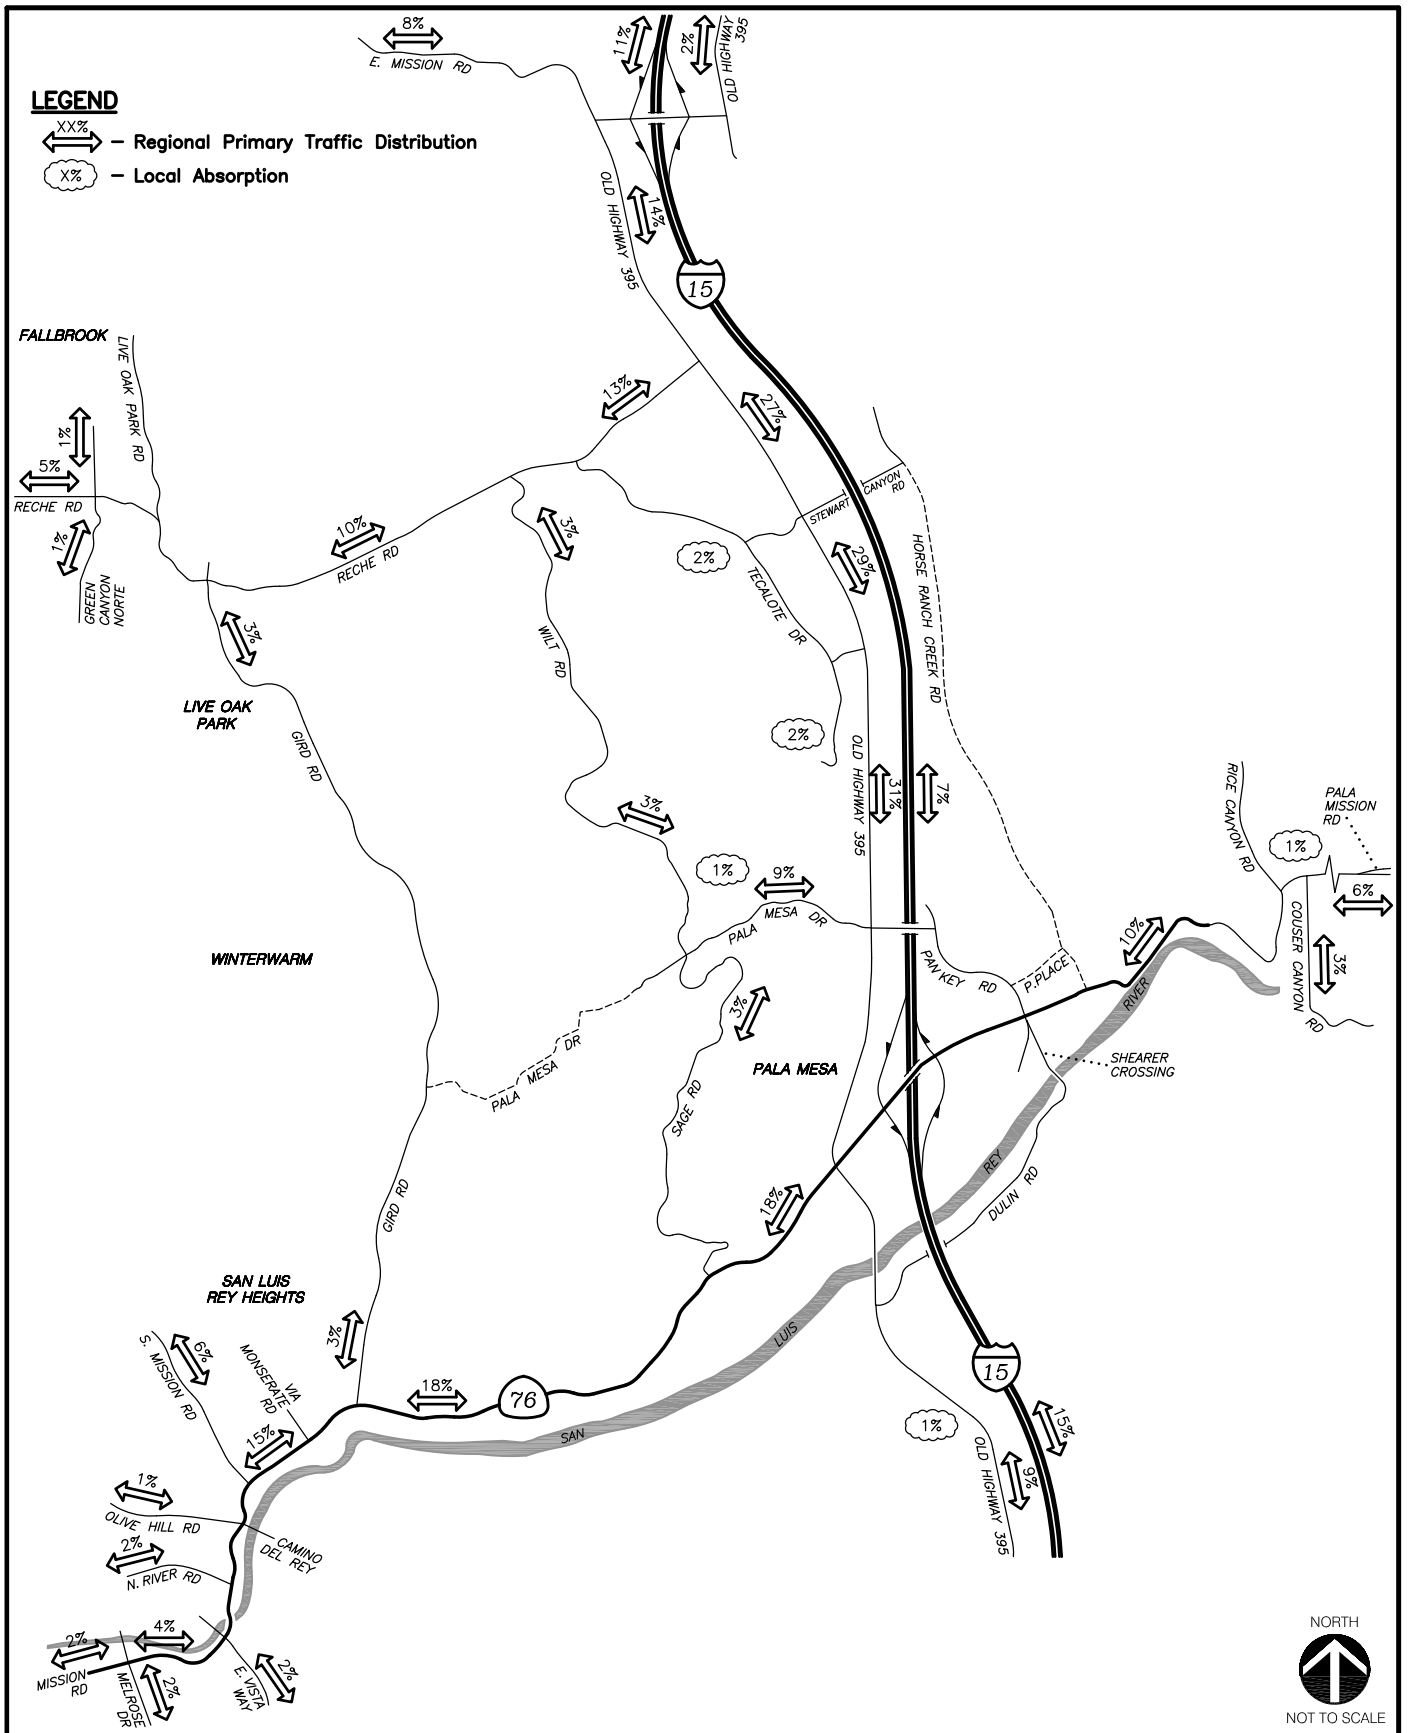 8%
E. MISSION RD
11%
2%
OLD HIGHWAY
395
LEGEND
XX%
– Regional Primary Traffic Distribution
X%
– Local Absorption
OLD HIGHWAY 395
14%
15
FALLBROOK
LIVE OAK PARK RD
13%
27%
1%
5%
RECHE RD
1%
GREEN
CANYON
NORTE
10%
RECHE RD
3%
2%
STEWART
CANYON
RD
29%
TECALOTE DR
HORSE RANCH CREEK RD
3%
WILT RD
LIVE OAK
PARK
GIRD RD
2%
OLD HIGHWAY 395
31%
7%
3%
RICE CANYON RD
PALA
MISSION
RD
1%
6%
1%
9%
PALA MESA DR
COUSER CANYON RD
3%
10%
WINTERWARM
PANKEY RD
P.PLACE
RIVER
3%
PALA MESA DR
PALA MESA
SHEARER
CROSSING
SAGE RD
REY
DULIN RD
GIRD RD
18%
SAN LUIS
REY HEIGHTS
LUIS
3%
S. MISSION RD
6%
VIA
MONSERATE
RD
18%
76
15
15%
SAN
1%
OLD HIGHWAY 395
9%
15%
1%
OLIVE HILL RD
CAMINO
DEL REY
2%
N. RIVER RD
4%
2%
MISSION
RD
MELROSE
DR
2%
E. VISTA
WAY
2%
NORTH
NOT TO SCALE